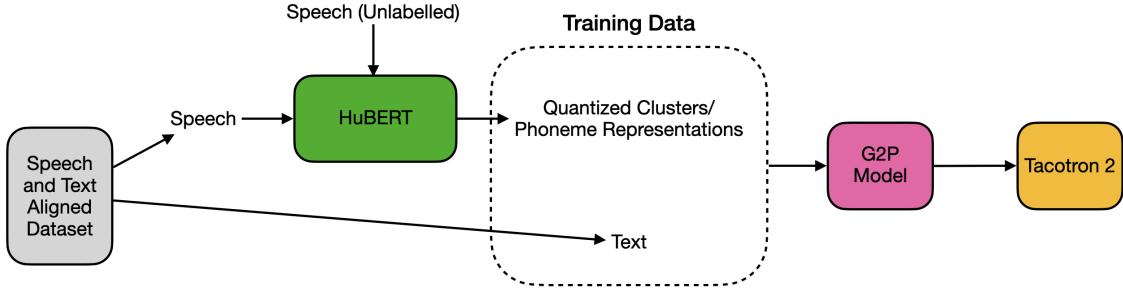 Speech (Unlabelled)
Training Data
Speech
HuBERT
Quantized Clusters/
Phoneme Representations
Speech
and Text
Aligned
Dataset
G2P
Model
Tacotron 2
Text